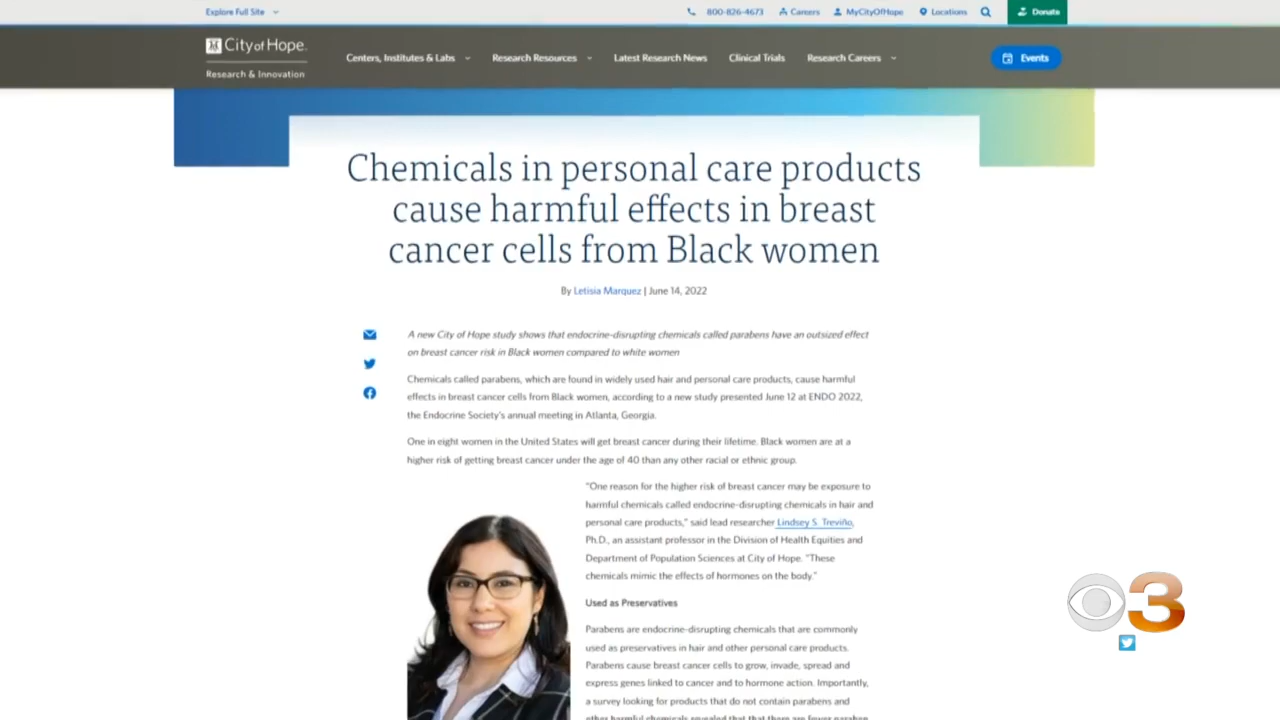 Explore Full Site
800-826-4673 Careers MyCityOfHope Locations Donate
City of Hope.
Research & Innovation
Centers, Institutes & Labs Research Resources Latest Research News Clinical Trials Research Careers Events
Chemicals in personal care products
cause harmful effects in breast
cancer cells from Black women
By Letisia Marquez | June 14, 2022
A new City of Hope study shows that endocrine-disrupting chemicals called parabens have an outsized effect
on breast cancer risk in Black women compared to white women
Chemicals called parabens, which are found in widely used hair and personal care products, cause harmful
effects in breast cancer cells from Black women, according to a new study presented June 12 at ENDO 2022,
the Endocrine Society's annual meeting in Atlanta, Georgia.
One in eight women in the United States will get breast cancer during their lifetime. Black women are at a
higher risk of getting breast cancer under the age of 40 than any other racial or ethnic group.
"One reason for the higher risk of breast cancer may be exposure to
harmful chemicals called endocrine-disrupting chemicals in hair and
personal care products," said lead researcher Lindsey S. Treviño,
Ph.D., an assistant professor in the Division of Health Equities and
Department of Population Sciences at City of Hope. "These
chemicals mimic the effects of hormones on the body."
Used as Preservatives
Parabens are endocrine-disrupting chemicals that are commonly
used as preservatives in hair and other personal care products.
Parabens cause breast cancer cells to grow, invade, spread and
express genes linked to cancer and to hormone action. Importantly,
a survey looking for products that do not contain parabens and
other harmful chemicals revealed that that there are fewer paraben
3